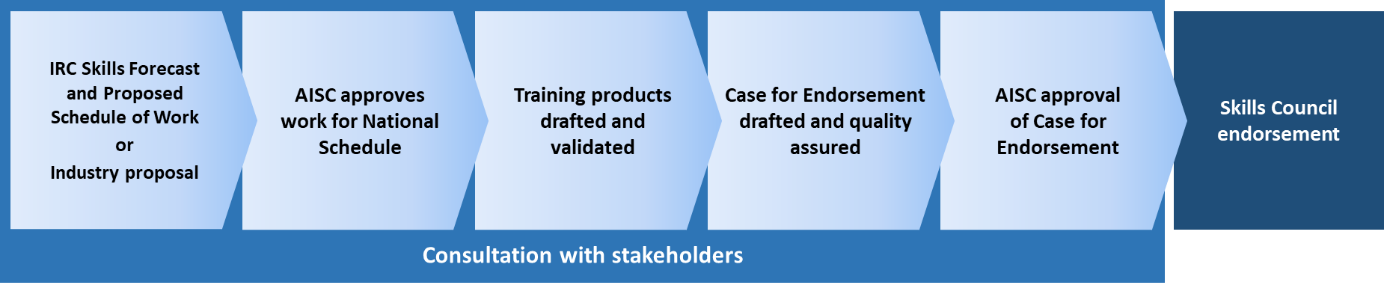 IRC Skills Forecast
and Proposed
Schedule of Work
or
Industry proposal
AISC approves
work for National
Schedule
Training products
drafted and
validated
Case for Endorsement
drafted and quality
assured
AISC approval
of Case for
Endorsement
Skills Council
endorsement
Consultation with stakeholders